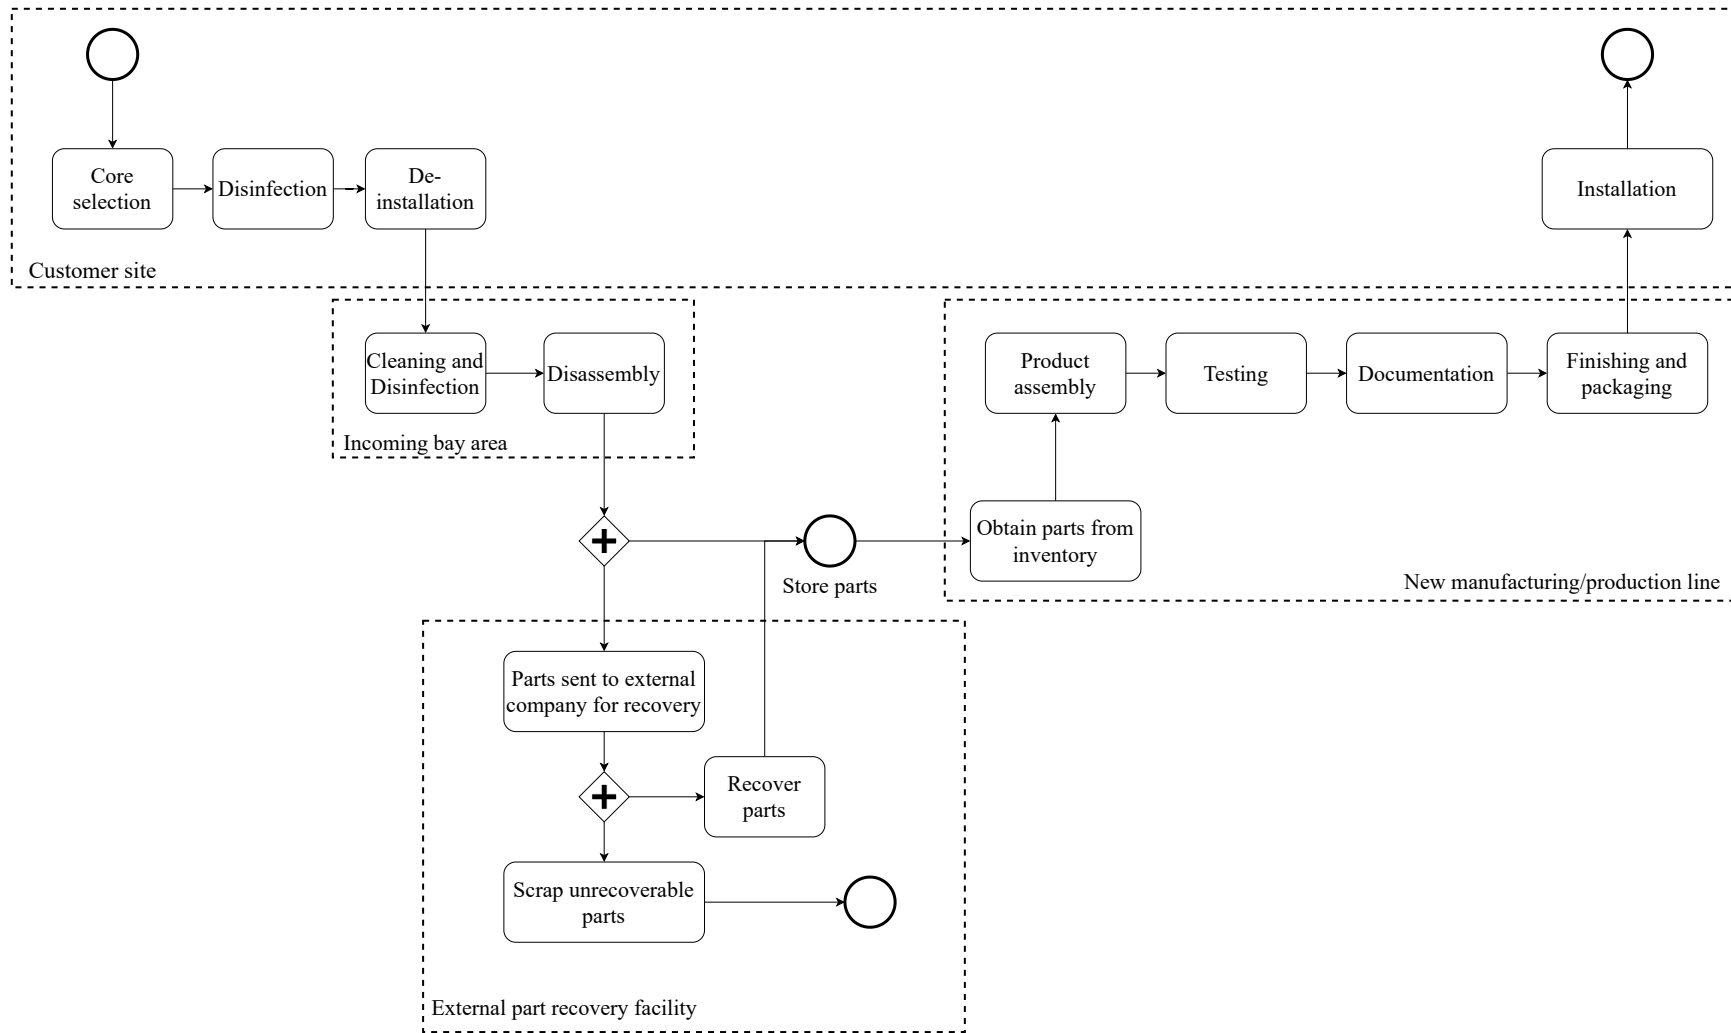 Core
selection
Disinfection
De-
installation
Installation
Customer site
Cleaning and
Disinfection
Disassembly
Incoming bay area
Product
assembly
Testing
Documentation
Finishing and
packaging
Obtain parts from
inventory
New manufacturing/production line
Store parts
Parts sent to external
company for recovery
Recover
parts
Scrap unrecoverable
parts
External part recovery facility